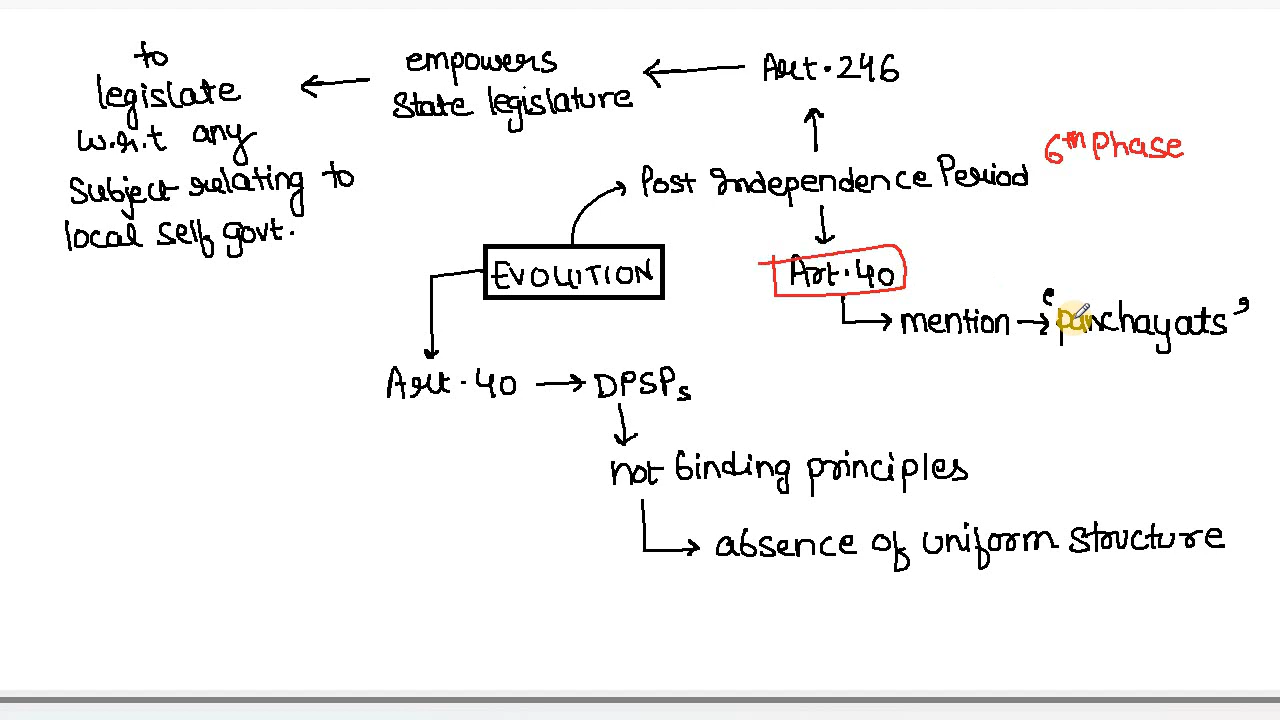 to
legislate
w.r.t any
subject relating to
local self govt.
empowers
State legislature
Art. 246
6th Phase
Post Independence Period
EVOLUTION
Art. 40
mention
'panchayats'
Art. 40
DPSPs
not binding principles
absence of uniform structure